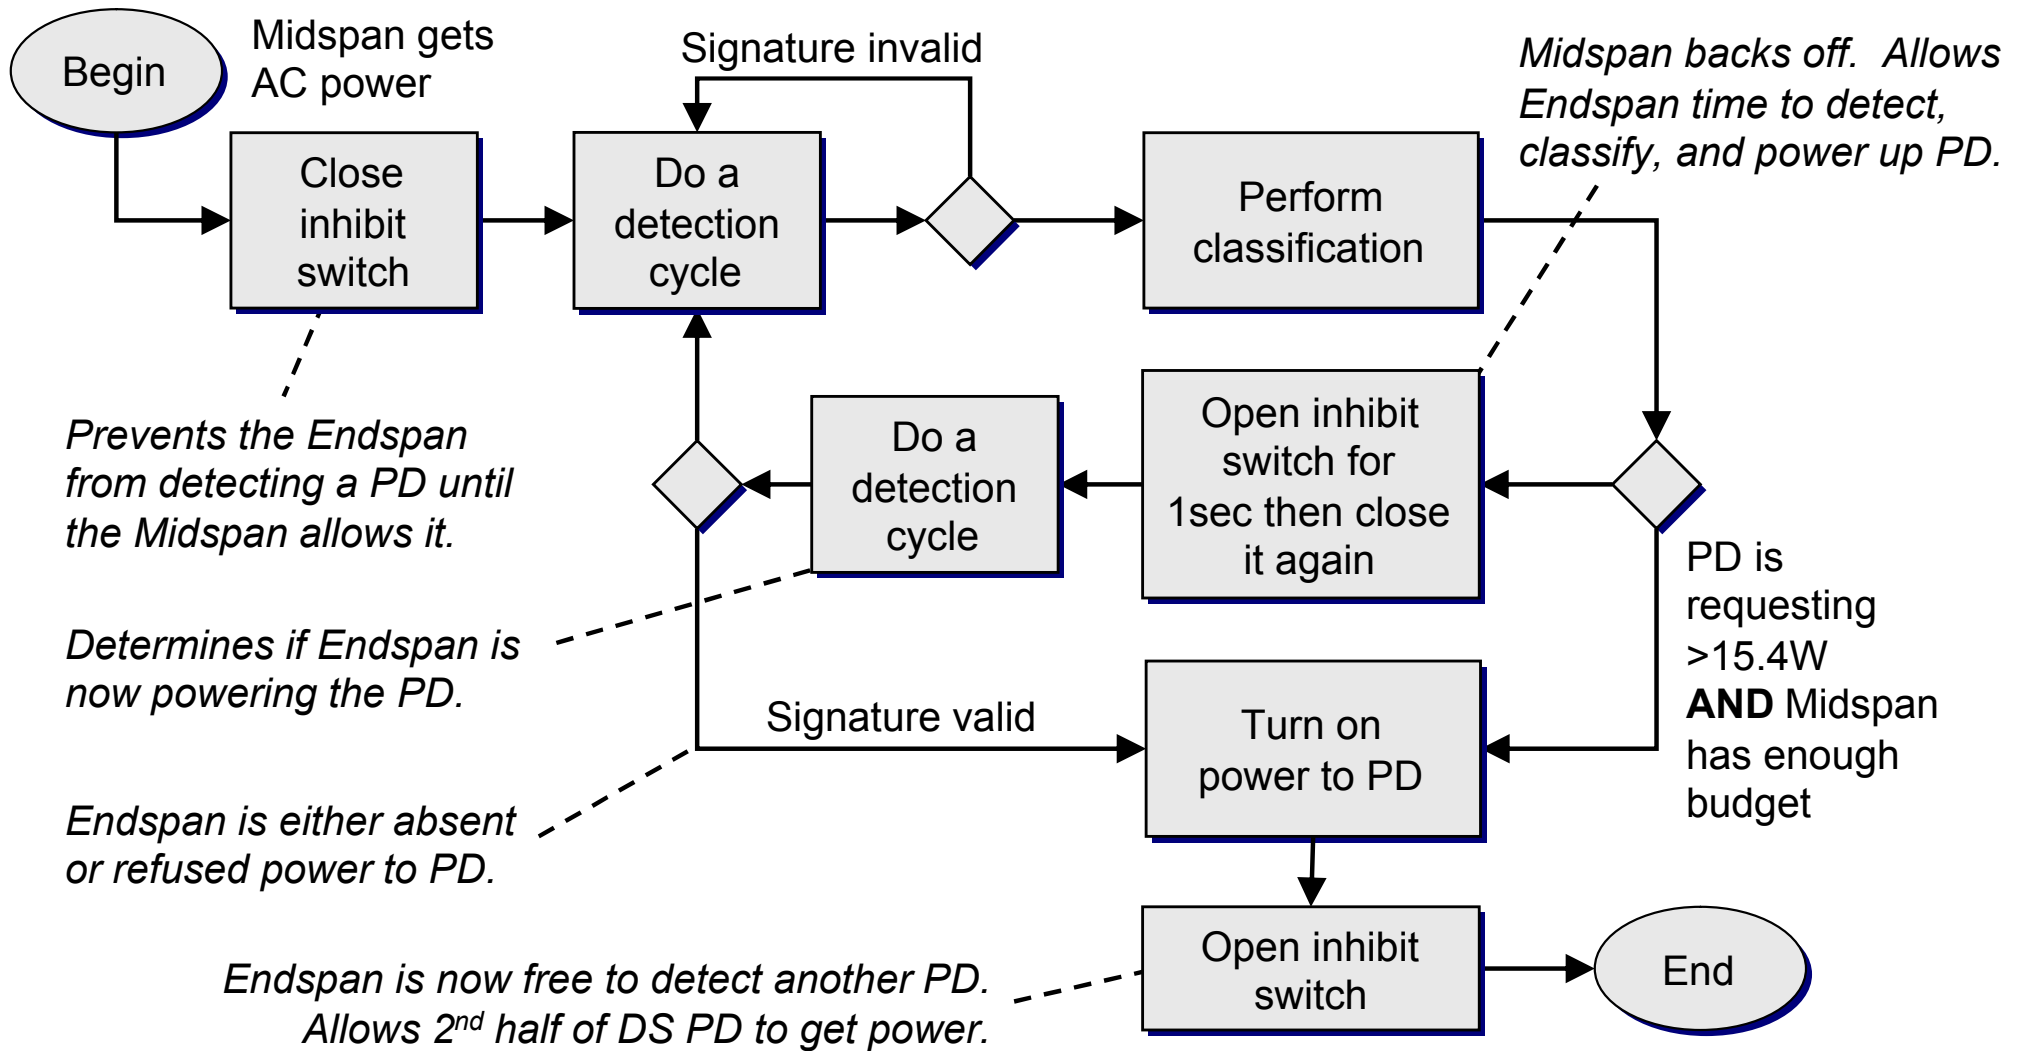 Begin
Midspan gets
AC power
Signature invalid
Midspan backs off.  Allows
Endspan time to detect,
classify, and power up PD.
Close
inhibit
switch
Do a
detection
cycle
Perform
classification
Prevents the Endspan
from detecting a PD until
the Midspan allows it.
Do a
detection
cycle
Open inhibit
switch for
1sec then close
it again
PD is
requesting
>15.4W
AND Midspan
has enough
budget
Determines if Endspan is
now powering the PD.
Signature valid
Turn on
power to PD
Endspan is either absent
or refused power to PD.
Open inhibit
switch
End
Endspan is now free to detect another PD.
Allows 2nd half of DS PD to get power.